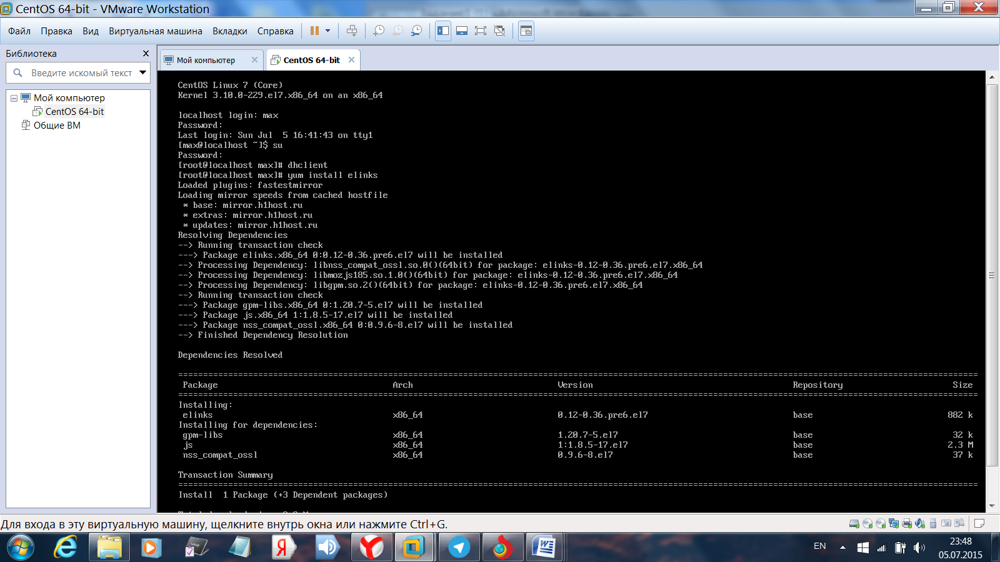 CentOS 64-bit - VMware Workstation
Файл Правка Вид Виртуальная машина Вкладки Справка
Библиотека
Введите искомый текст
Мой компьютер
CentOS 64-bit
Общие ВМ
Мой компьютер CentOS 64-bit
CentOS Linux 7 (Core)
Kernel 3.10.0-229.el7.x86_64 on an x86_64
localhost login: max
Password:
Last login: Sun Jul  5 16:41:43 on tty1
[max@localhost ~]$ su
Password:
[root@localhost max]# dhclient
[root@localhost max]# yum install elinks
Loaded plugins: fastestmirror
Loading mirror speeds from cached hostfile
 * base: mirror.h1host.ru
 * extras: mirror.h1host.ru
 * updates: mirror.h1host.ru
Resolving Dependencies
--> Running transaction check
---> Package elinks.x86_64 0:0.12-0.36.pre6.el7 will be installed
--> Processing Dependency: libnss_compat_ossl.so.0()(64bit) for package: elinks-0.12-0.36.pre6.el7.x86_64
--> Processing Dependency: libmozjs185.so.1.0()(64bit) for package: elinks-0.12-0.36.pre6.el7.x86_64
--> Processing Dependency: libgpm.so.2()(64bit) for package: elinks-0.12-0.36.pre6.el7.x86_64
--> Running transaction check
---> Package gpm-libs.x86_64 0:1.20.7-5.el7 will be installed
---> Package js.x86_64 1:1.8.5-17.el7 will be installed
---> Package nss_compat_ossl.x86_64 0:0.9.6-8.el7 will be installed
--> Finished Dependency Resolution
Dependencies Resolved
Package Arch Version Repository Size
Installing:
elinks x86_64 0.12-0.36.pre6.el7 base 882 k
Installing for dependencies:
gpm-libs x86_64 1.20.7-5.el7 base 32 k
js x86_64 1:1.8.5-17.el7 base 2.3 M
nss_compat_ossl x86_64 0.9.6-8.el7 base 37 k
Transaction Summary
Install  1 Package (+3 Dependent packages)
Для входа в эту виртуальную машину, щелкните внутрь окна или нажмите Ctrl+G.
EN
23:48
05.07.2015